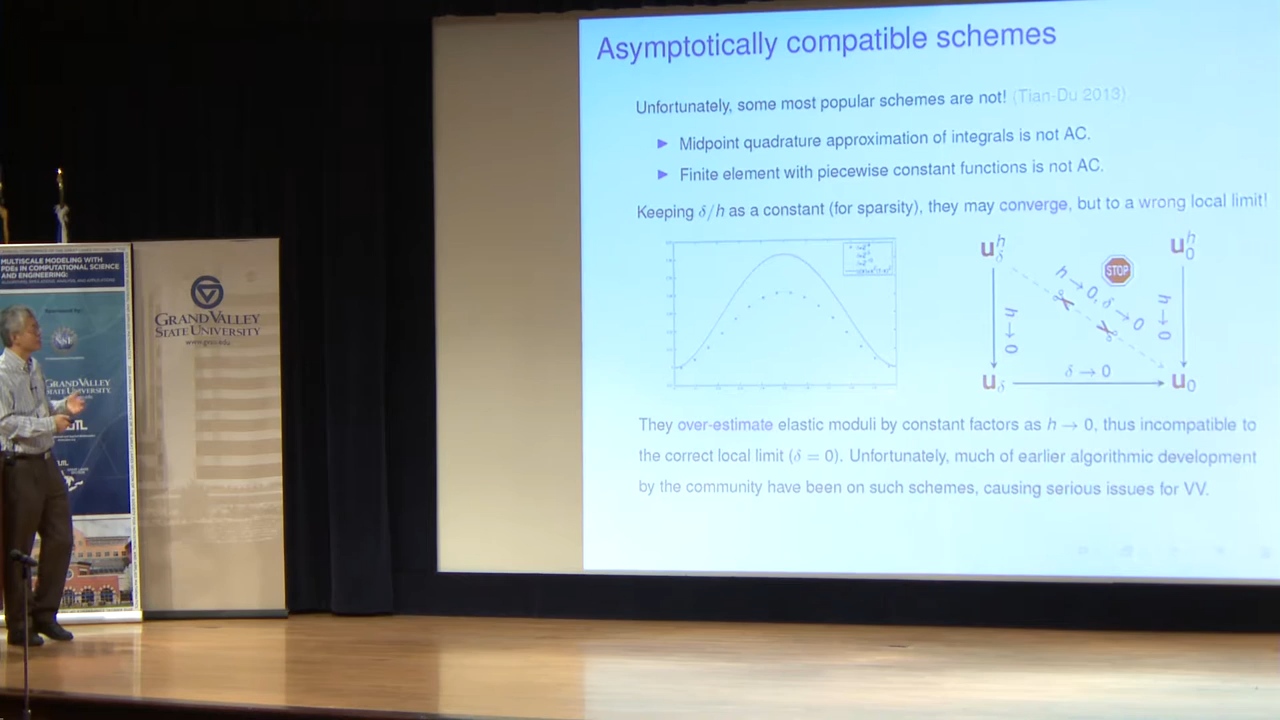 Asymptotically compatible schemes
Unfortunately, some most popular schemes are not! (Tian-Du 2013)
► Midpoint quadrature approximation of integrals is not AC.
► Finite element with piecewise constant functions is not AC.
Keeping δ/h as a constant (for sparsity), they may converge, but to a wrong local limit!
u_δ^h
u_0^h
STOP
h → 0, δ → 0
h → 0
h → 0
δ → 0
u_δ
u_0
They over-estimate elastic moduli by constant factors as h → 0, thus incompatible to
the correct local limit (δ = 0). Unfortunately, much of earlier algorithmic development
by the community have been on such schemes, causing serious issues for VV.
MULTISCALE MODELING WITH
PDEs IN COMPUTATIONAL SCIENCE
AND ENGINEERING:
Sponsored by:
NSF
GRAND VALLEY
STATE UNIVERSITY
GRAND VALLEY
STATE UNIVERSITY
www.gvsu.edu